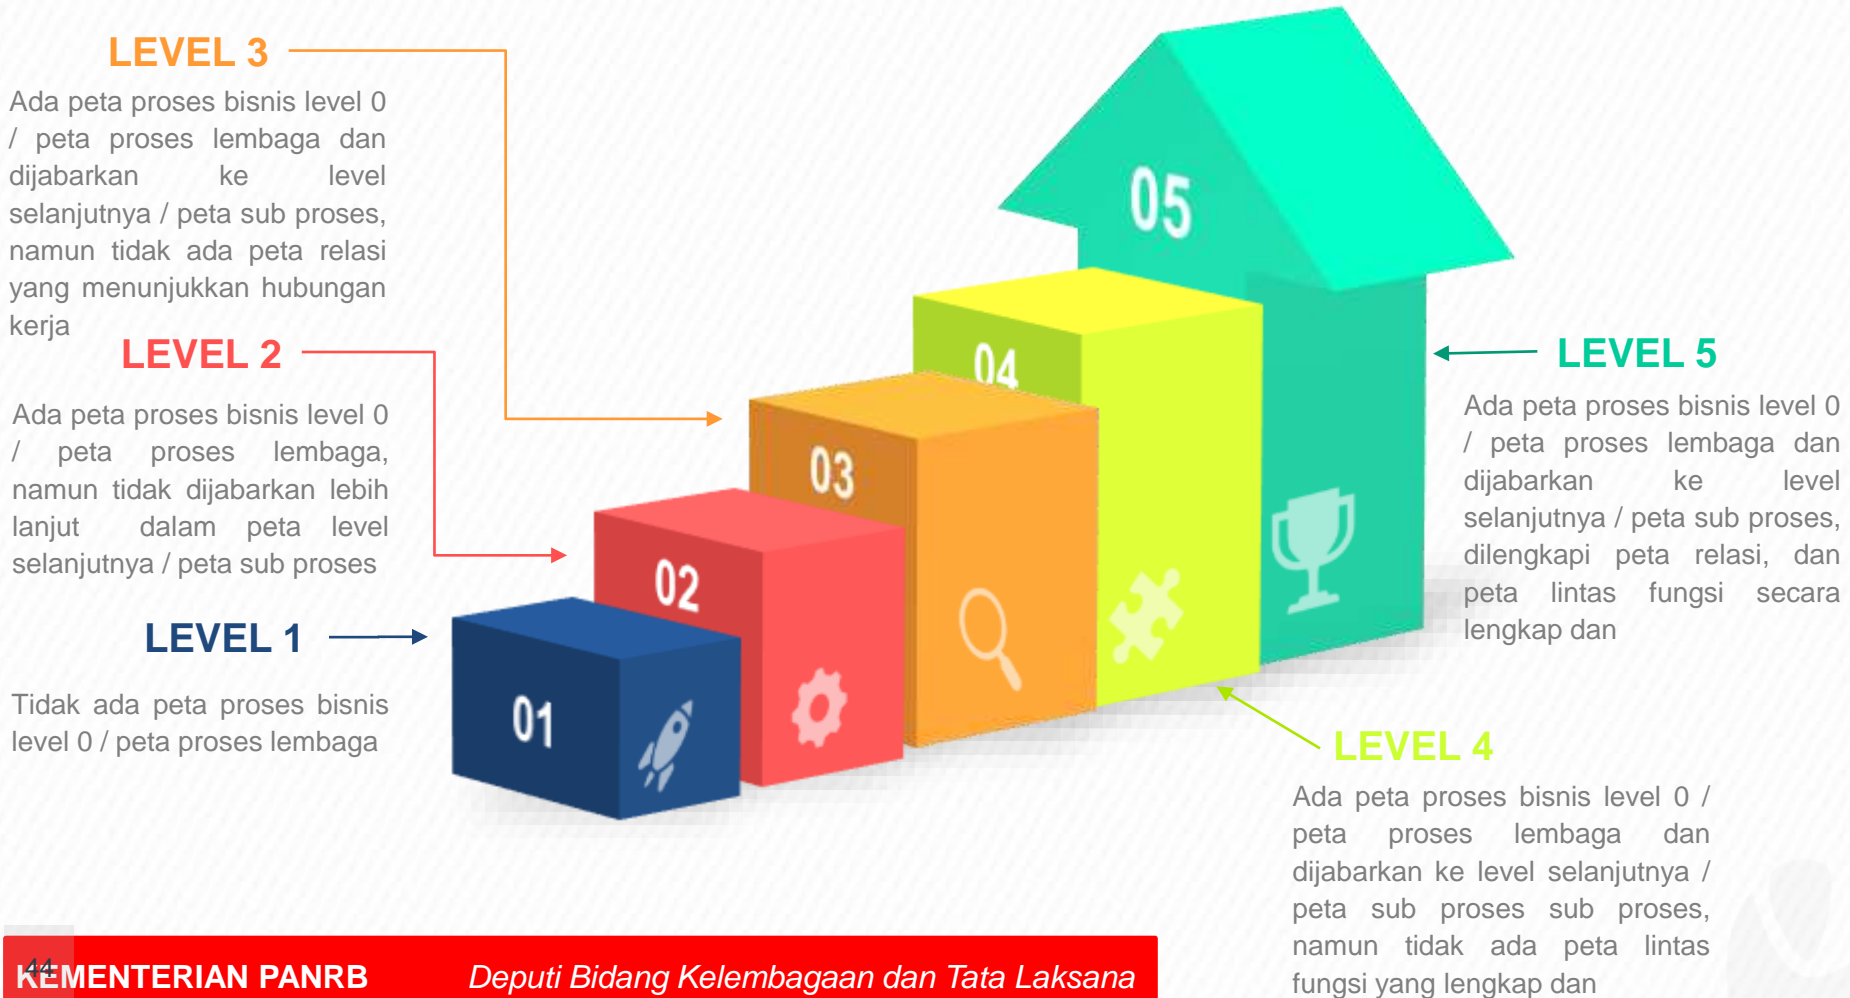 LEVEL 3
Ada peta proses bisnis level 0
/ peta proses lembaga dan
dijabarkan ke level
selanjutnya / peta sub proses,
namun tidak ada peta relasi
yang menunjukkan hubungan
kerja
LEVEL 2
Ada peta proses bisnis level 0
/ peta proses lembaga,
namun tidak dijabarkan lebih
lanjut dalam peta level
selanjutnya / peta sub proses
LEVEL 1
Tidak ada peta proses bisnis
level 0 / peta proses lembaga
01
02
03
04
05
LEVEL 5
Ada peta proses bisnis level 0
/ peta proses lembaga dan
dijabarkan ke level
selanjutnya / peta sub proses,
dilengkapi peta relasi, dan
peta lintas fungsi secara
lengkap dan
LEVEL 4
Ada peta proses bisnis level 0 /
peta proses lembaga dan
dijabarkan ke level selanjutnya /
peta sub proses sub proses,
namun tidak ada peta lintas
fungsi yang lengkap dan
44
KEMENTERIAN PANRB Deputi Bidang Kelembagaan dan Tata Laksana